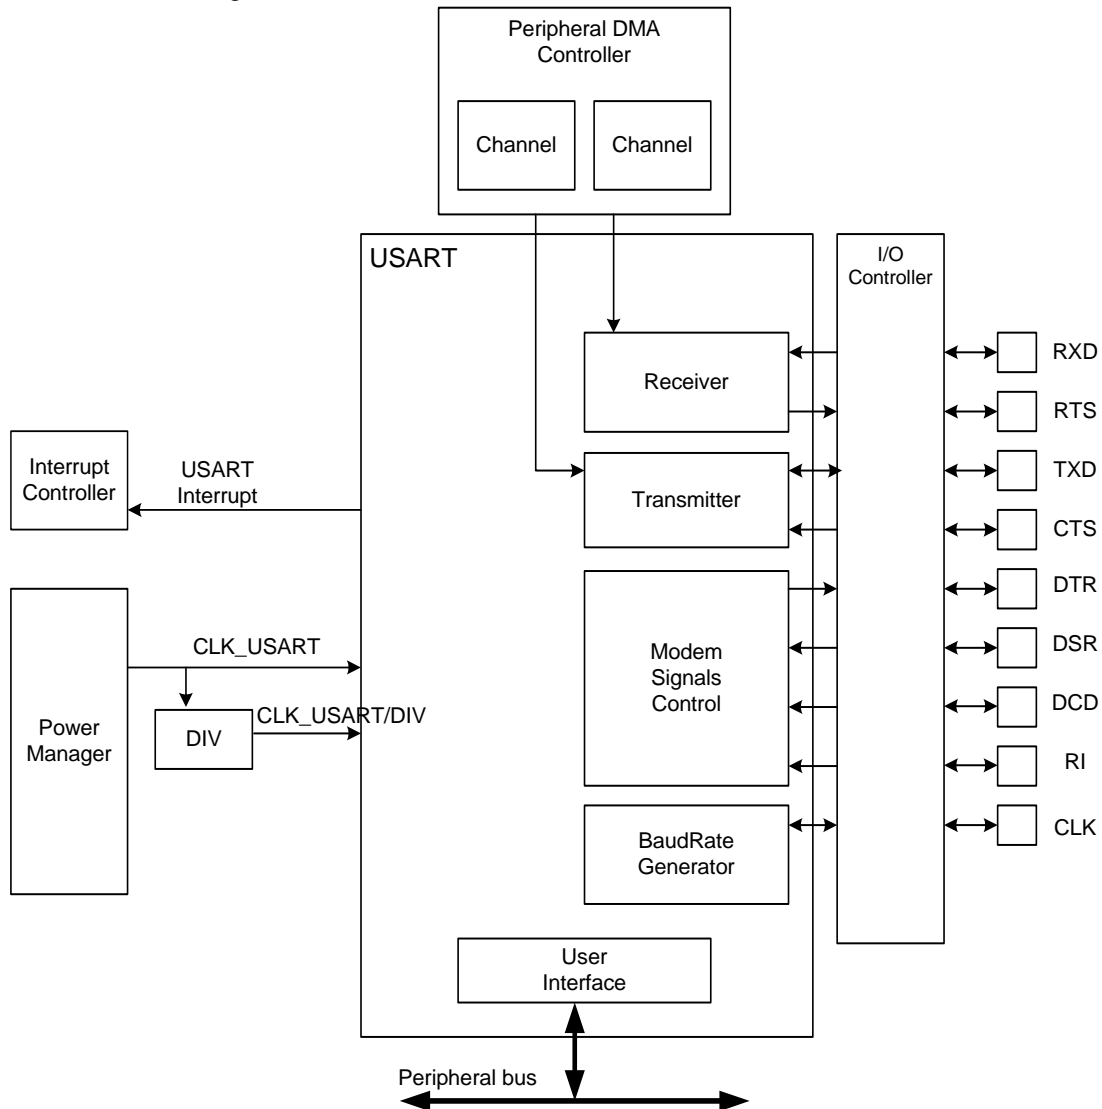 Peripheral DMA
Controller
Channel
Channel
USART
I/O
Controller
Receiver
RXD
RTS
Interrupt
Controller
USART
Interrupt
Transmitter
TXD
CTS
Power
Manager
CLK_USART
DIV
CLK_USART/DIV
Modem
Signals
Control
DTR
DSR
DCD
RI
BaudRate
Generator
CLK
User
Interface
Peripheral bus